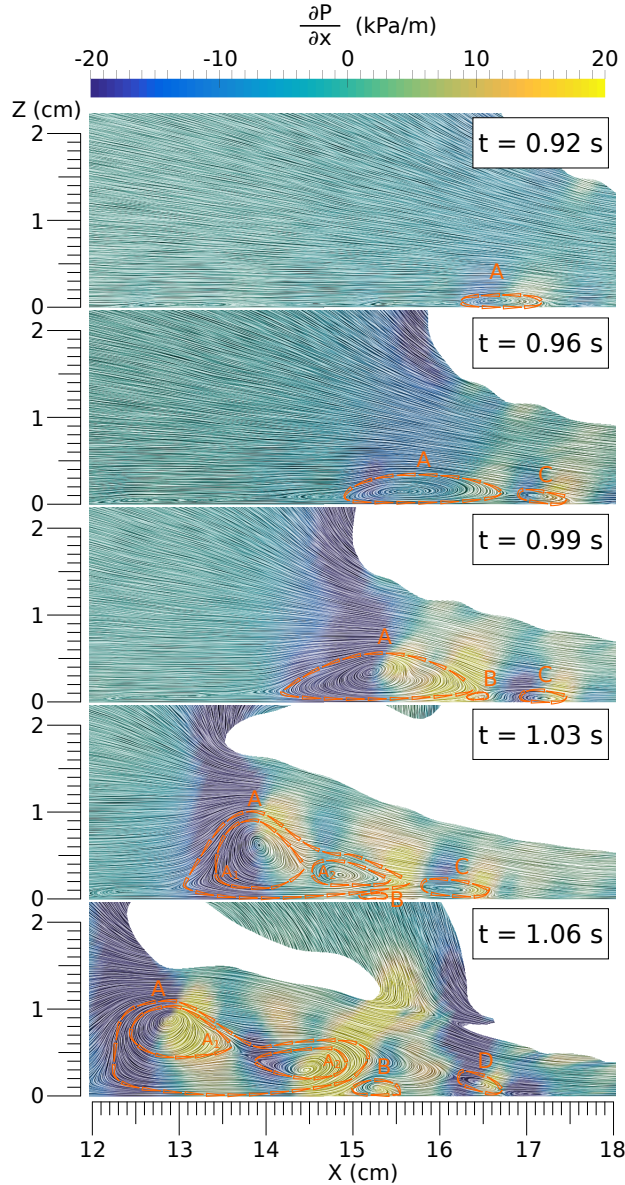 ∂P
∂x
(kPa/m)
-20 -10 0 10 20
Z (cm)
2
1
0
t = 0.92 s
A
2
1
0
t = 0.96 s
A
C
2
1
0
t = 0.99 s
A
B
C
2
1
0
t = 1.03 s
A
C
B
2
1
0
t = 1.06 s
A
A₁
A
B
D
12 13 14 15 16 17 18
X (cm)